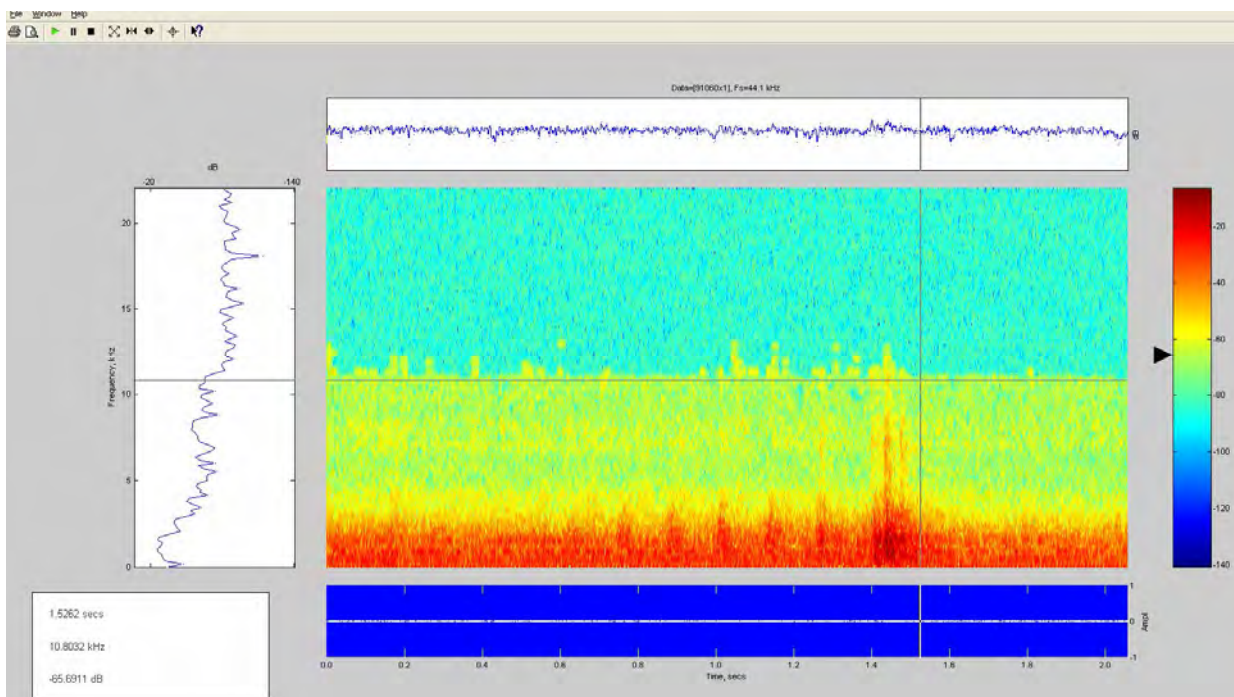 File Window Help
Data=[91060x1], Fs=44.1 kHz
dB
-20 -140
20
15
10
5
0
Frequency, kHz
-20
-40
-60
-80
-100
-120
-140
1
0
-1
Ampl
0.0 0.2 0.4 0.6 0.8 1.0 1.2 1.4 1.6 1.8 2.0
Time, secs
1.5262 secs
10.8032 kHz
-65.6911 dB